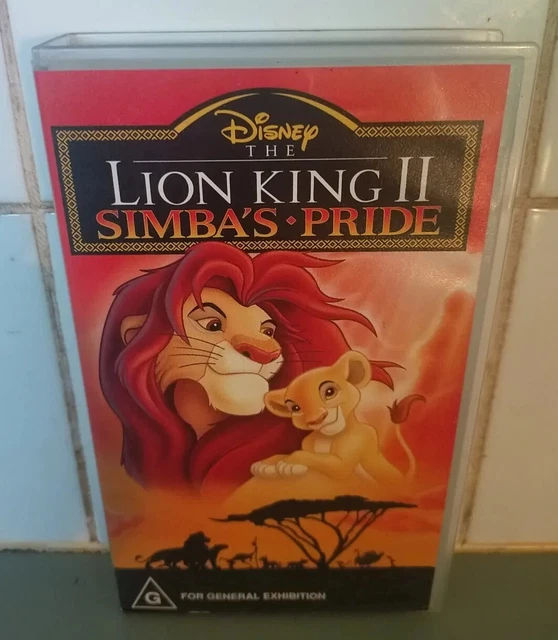 Disney
THE
LION KING II
SIMBA'S • PRIDE
G
FOR GENERAL EXHIBITION